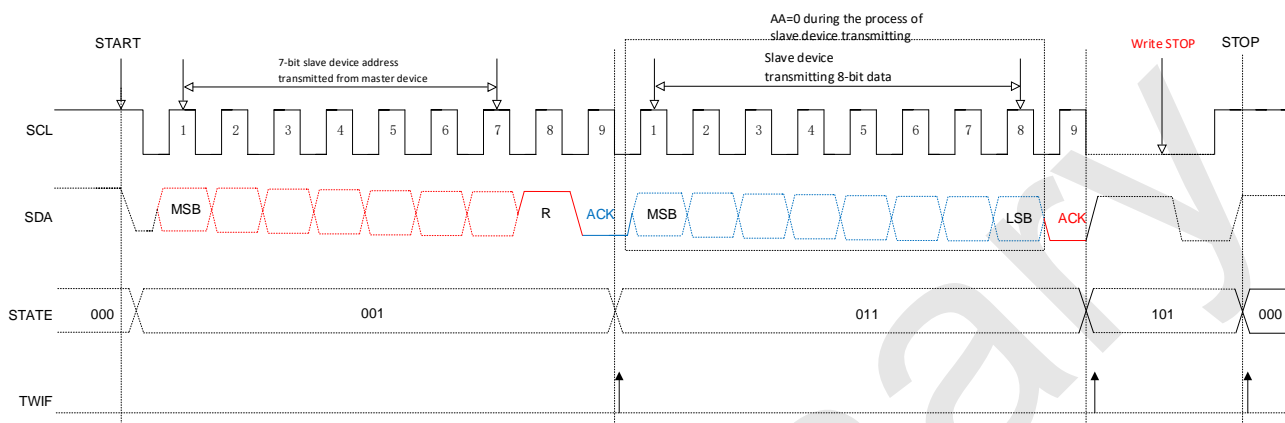 AA=0 during the process of
slave device transmitting
START
7-bit slave device address
transmitted from master device
Slave device
transmitting 8-bit data
Write STOP
STOP
SCL
1 2 3 4 5 6 7 8 9 1 2 3 4 5 6 7 8 9
SDA
MSB R ACK MSB LSB ACK
STATE
000 001 011 101 000
TWIF